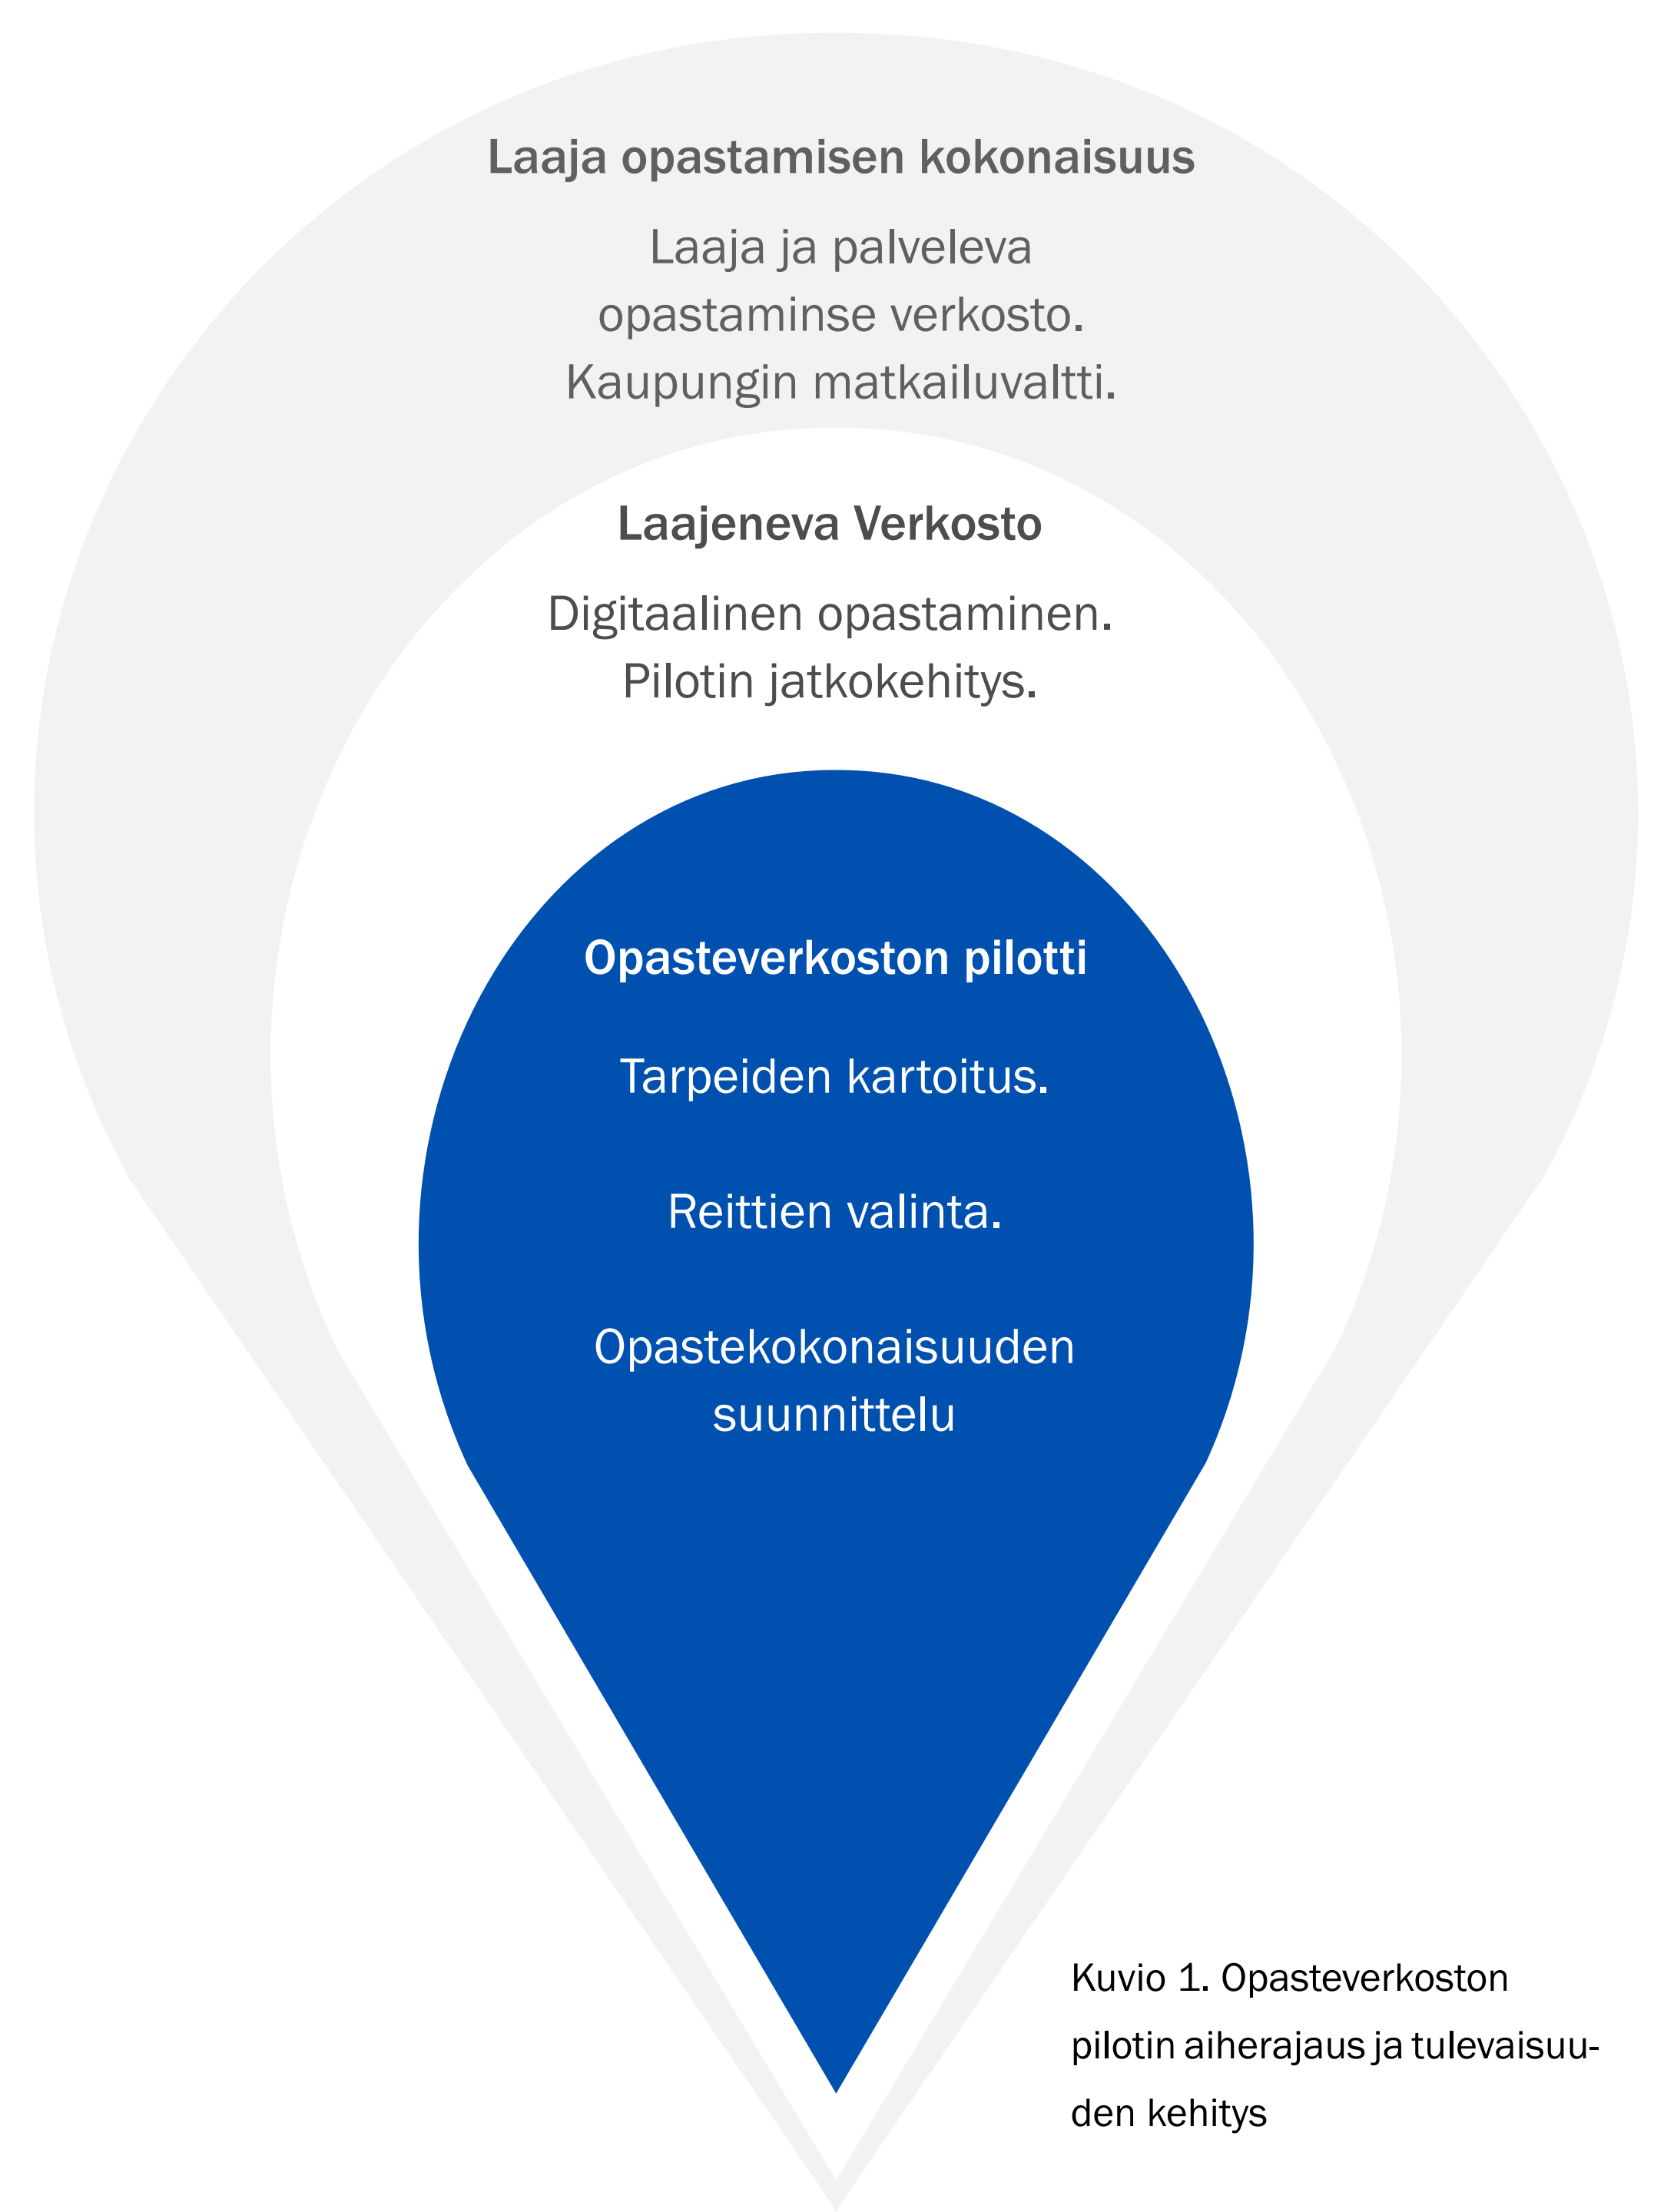 Laaja opastamisen kokonaisuus
Laaja ja palveleva
opastaminse verkosto.
Kaupungin matkailuvaltti.
Laajeneva Verkosto
Digitaalinen opastaminen.
Pilotin jatkokehitys.
Opasteverkoston pilotti
Tarpeiden kartoitus.
Reittien valinta.
Opastekokonaisuuden
suunnittelu
Kuvio 1. Opasteverkoston
pilotin aiherajaus ja tulevaisuu-
den kehitys